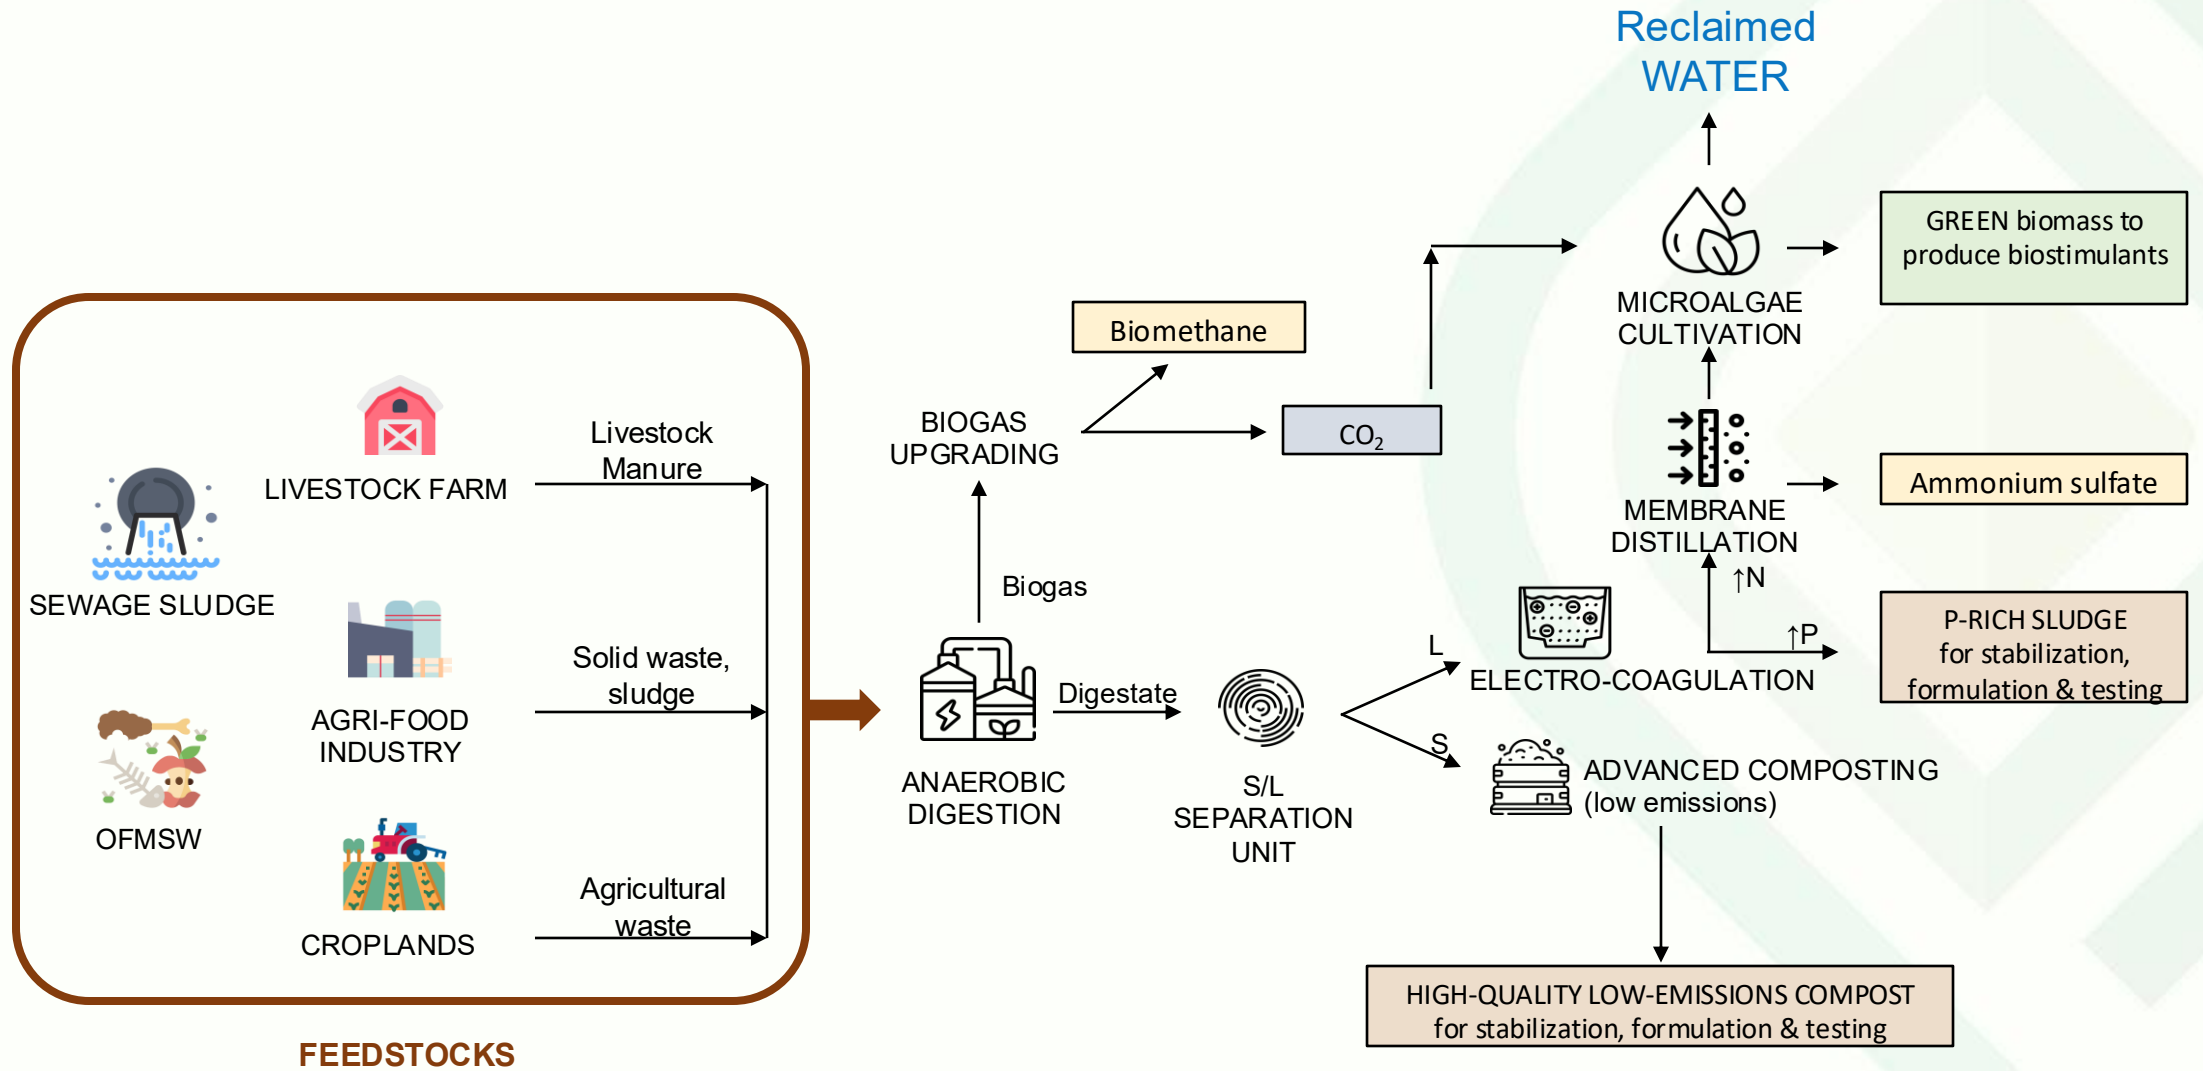 Reclaimed
WATER
GREEN biomass to
produce biostimulants
MICROALGAE
CULTIVATION
Biomethane
CO₂
BIOGAS
UPGRADING
Livestock
Manure
LIVESTOCK FARM
SEWAGE SLUDGE
Ammonium sulfate
MEMBRANE
DISTILLATION
↑N
Biogas
Solid waste,
sludge
AGRI-FOOD
INDUSTRY
OFMSW
Agricultural
waste
CROPLANDS
FEEDSTOCKS
ANAEROBIC
DIGESTION
Digestate
S/L
SEPARATION
UNIT
L
S
ELECTRO-COAGULATION
↑P
P-RICH SLUDGE
for stabilization,
formulation & testing
ADVANCED COMPOSTING
(low emissions)
HIGH-QUALITY LOW-EMISSIONS COMPOST
for stabilization, formulation & testing